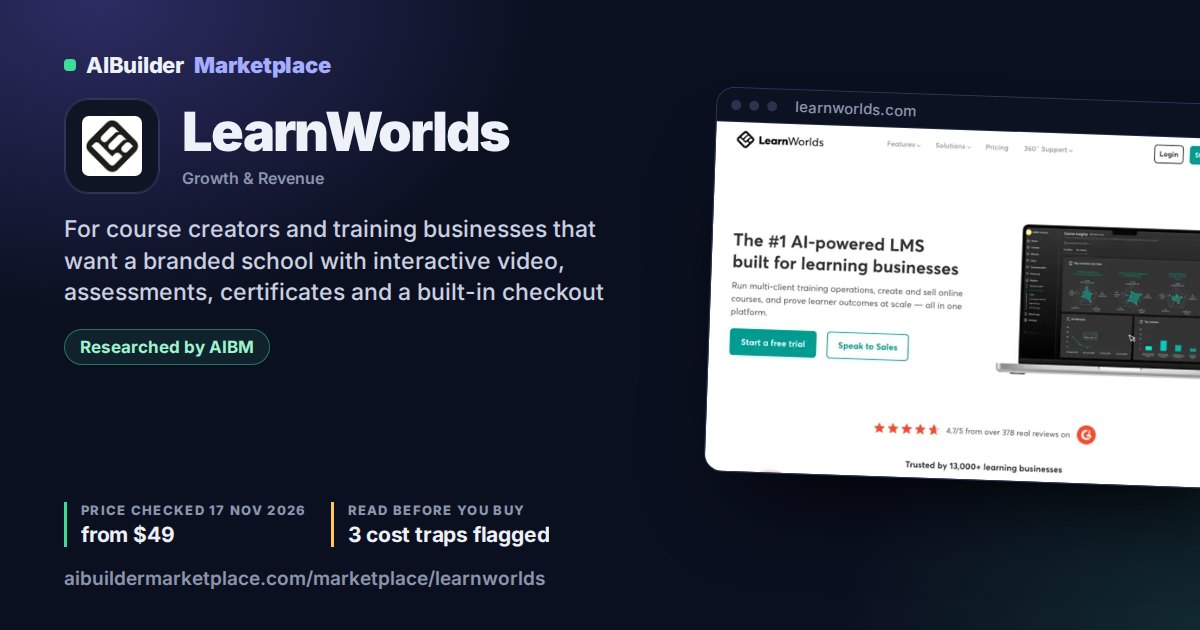 AIBuilder Marketplace
LearnWorlds
Growth & Revenue
For course creators and training businesses that
want a branded school with interactive video,
assessments, certificates and a built-in checkout
Researched by AIBM
PRICE CHECKED 17 NOV 2026
from $49
READ BEFORE YOU BUY
3 cost traps flagged
aibuildermarketplace.com/marketplace/learnworlds
learnworlds.com
LearnWorlds
Features
Solutions
Pricing
360° Support
Login
The #1 AI-powered LMS
built for learning businesses
Run multi-client training operations, create and sell online
courses, and prove learner outcomes at scale — all in one
platform.
Start a free trial
Speak to Sales
4.7/5 from over 378 real reviews on
Trusted by 13,000+ learning businesses